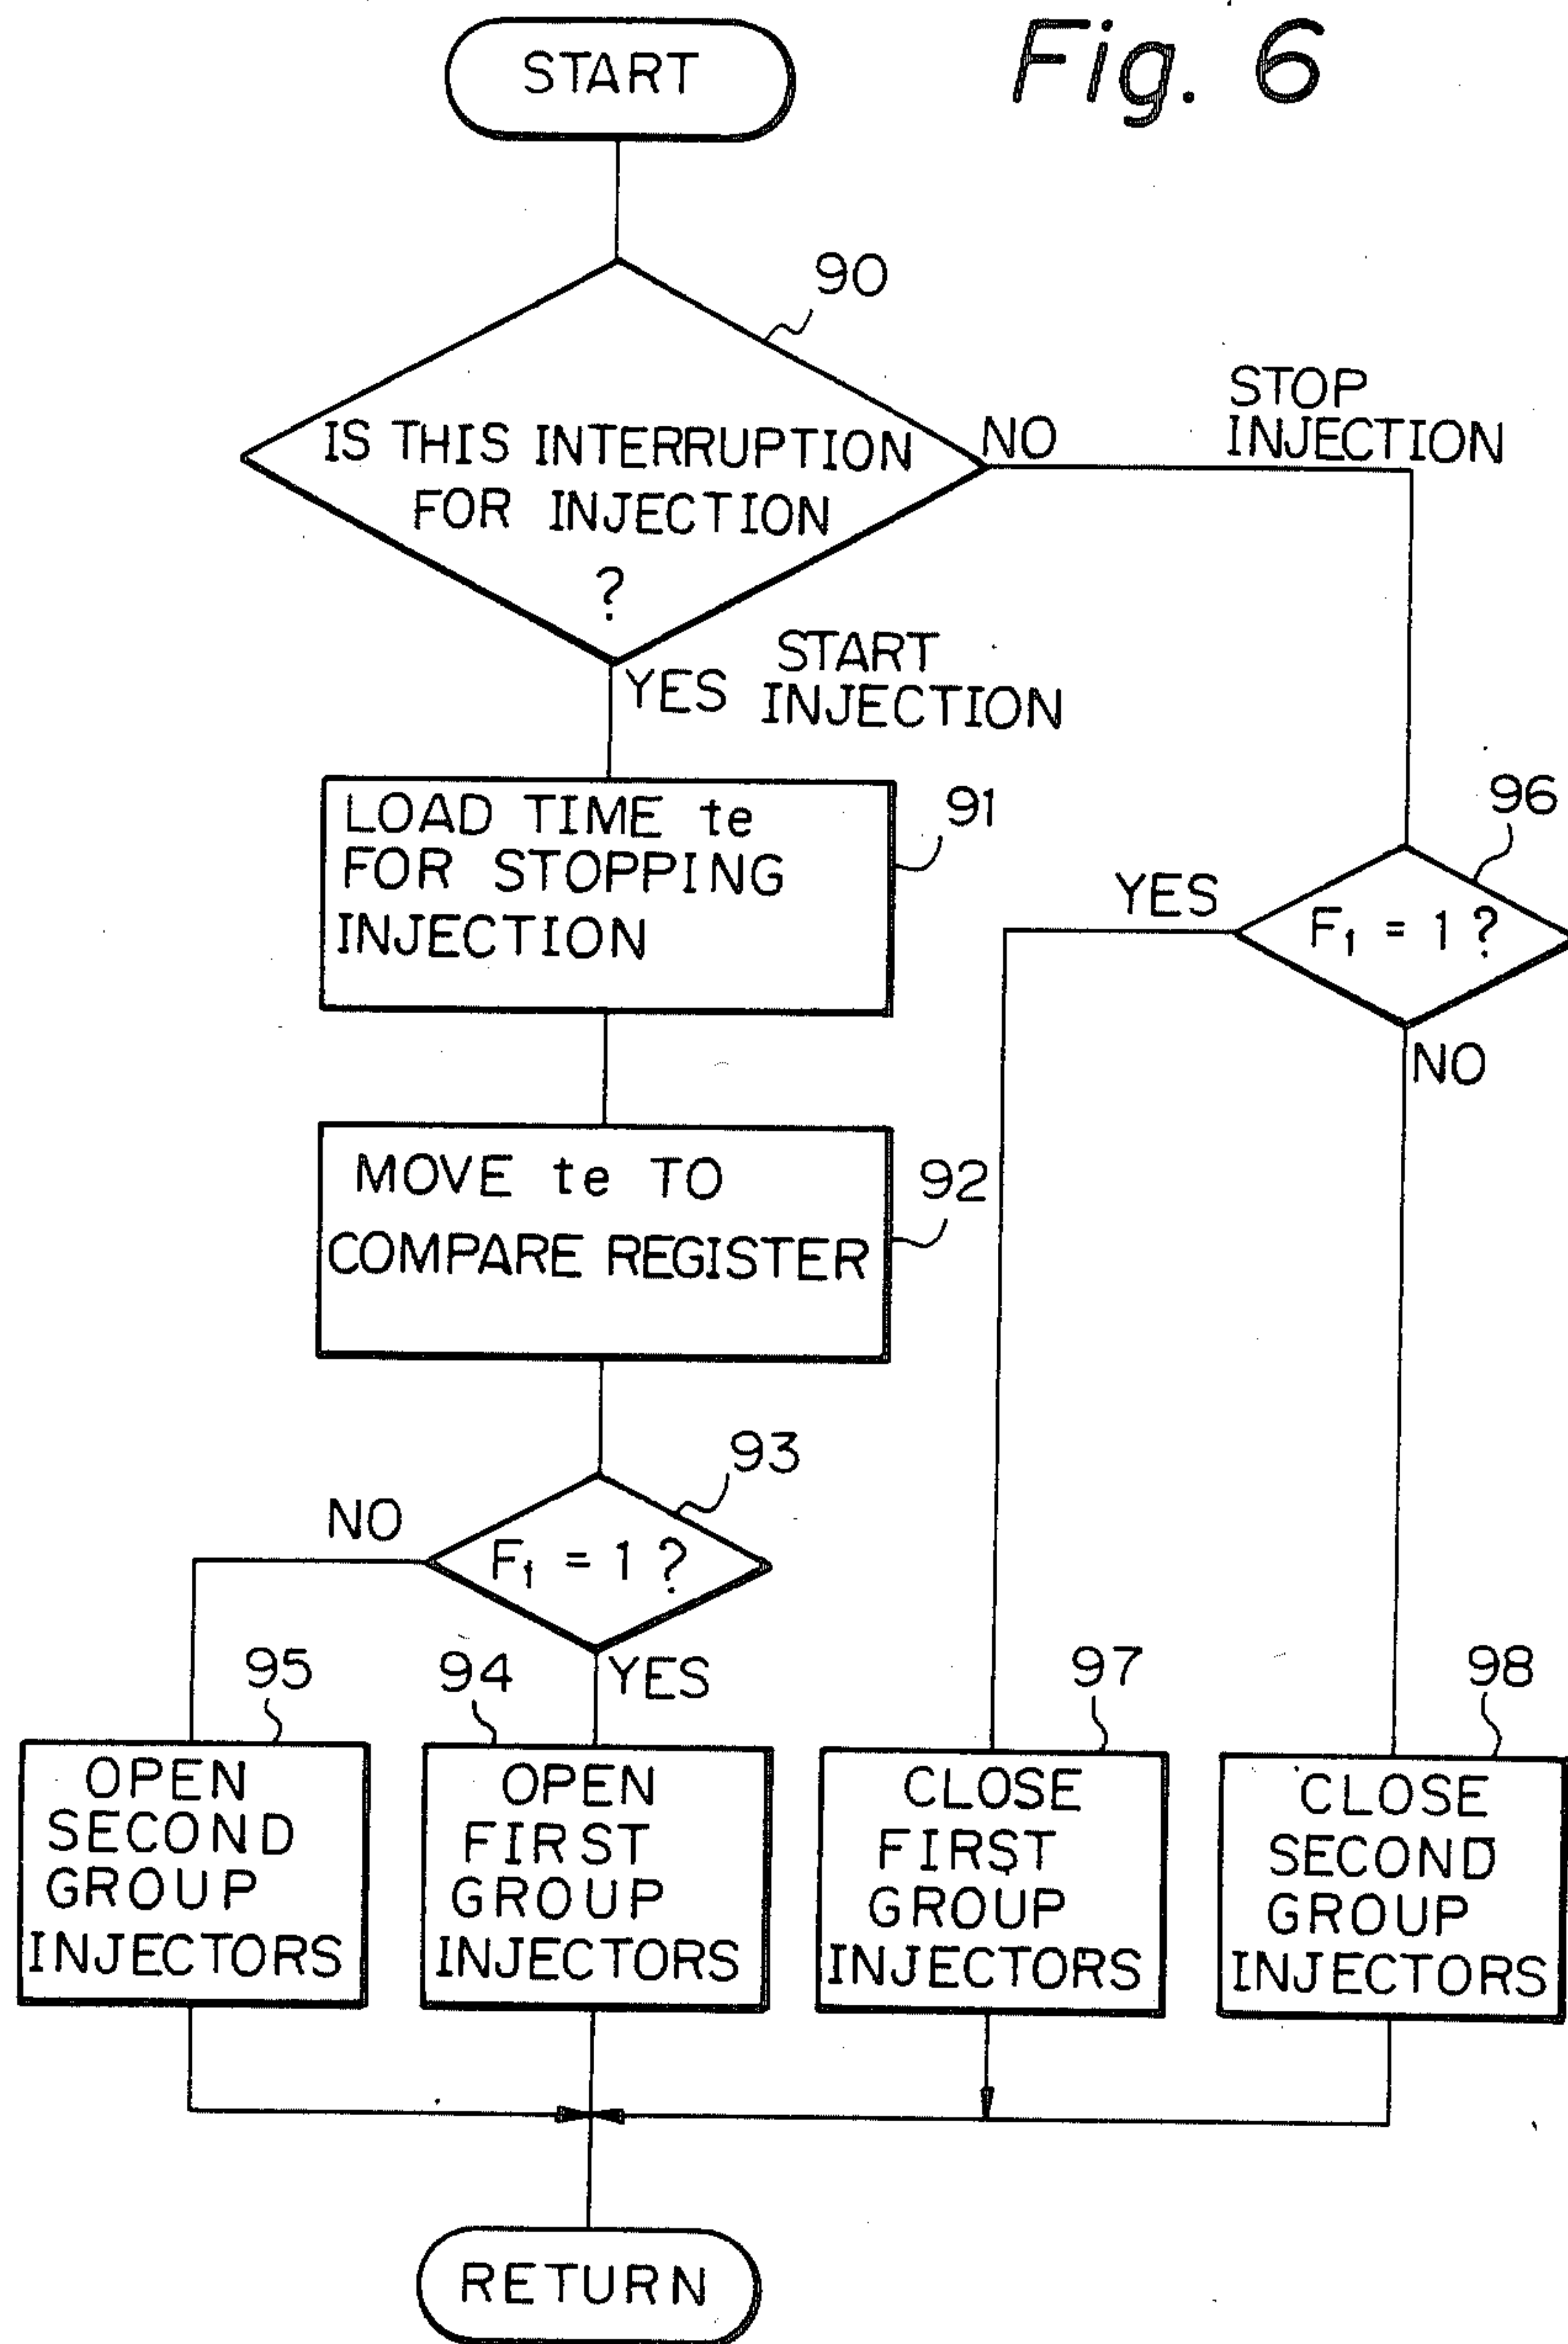 Fig. 6
START
90
IS THIS INTERRUPTION
FOR INJECTION
?
NO
STOP
INJECTION
YES
START
INJECTION
LOAD TIME te
FOR STOPPING
INJECTION
91
96
YES
F₁ = 1 ?
NO
MOVE te TO
COMPARE REGISTER
92
93
NO
F₁ = 1 ?
YES
95
94
97
98
OPEN
SECOND
GROUP
INJECTORS
OPEN
FIRST
GROUP
INJECTORS
CLOSE
FIRST
GROUP
INJECTORS
CLOSE
SECOND
GROUP
INJECTORS
RETURN